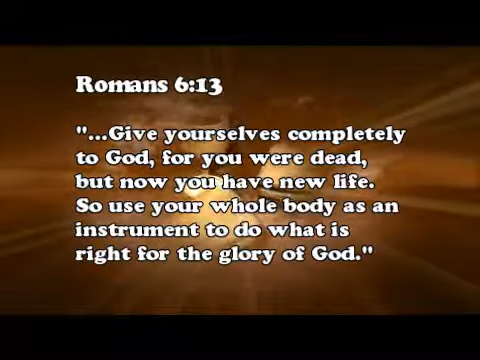 Romans 6:13
"...Give yourselves completely
to God, for you were dead,
but now you have new life.
So use your whole body as an
instrument to do what is
right for the glory of God."